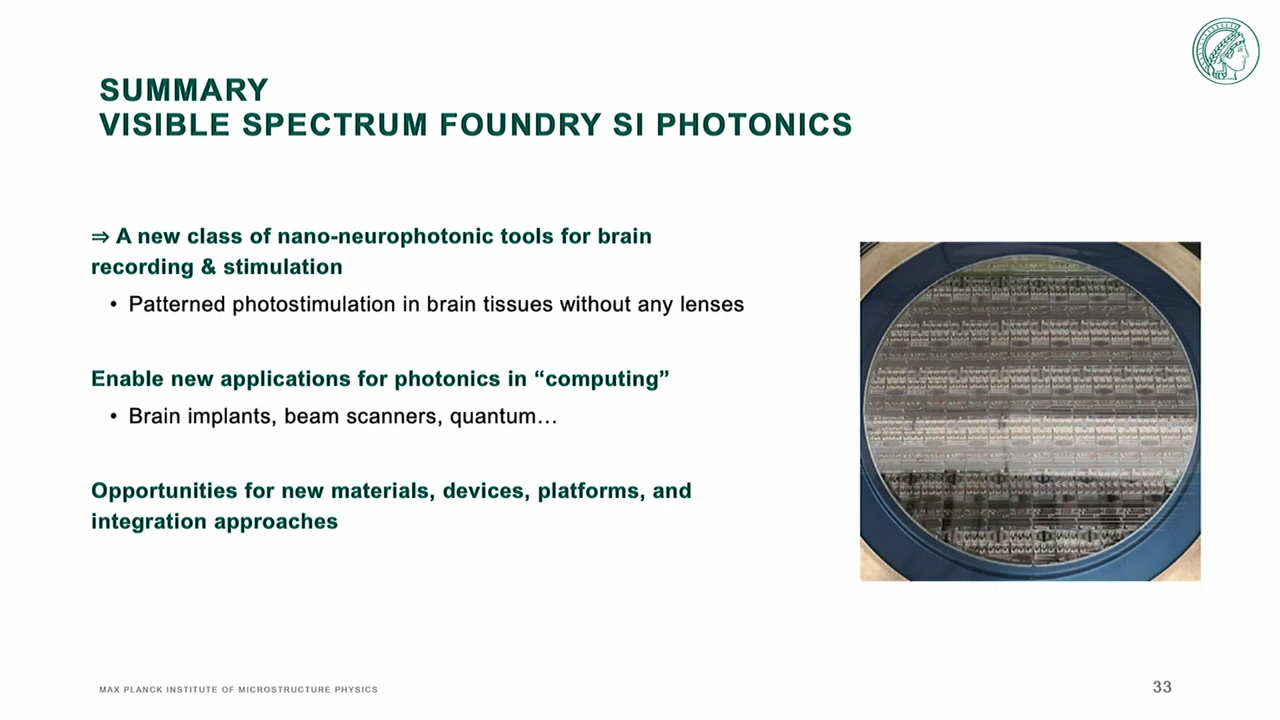 SUMMARY
VISIBLE SPECTRUM FOUNDRY SI PHOTONICS
⇒ A new class of nano-neurophotonic tools for brain
recording & stimulation
• Patterned photostimulation in brain tissues without any lenses
Enable new applications for photonics in “computing”
• Brain implants, beam scanners, quantum…
Opportunities for new materials, devices, platforms, and
integration approaches
MAX PLANCK INSTITUTE OF MICROSTRUCTURE PHYSICS
33